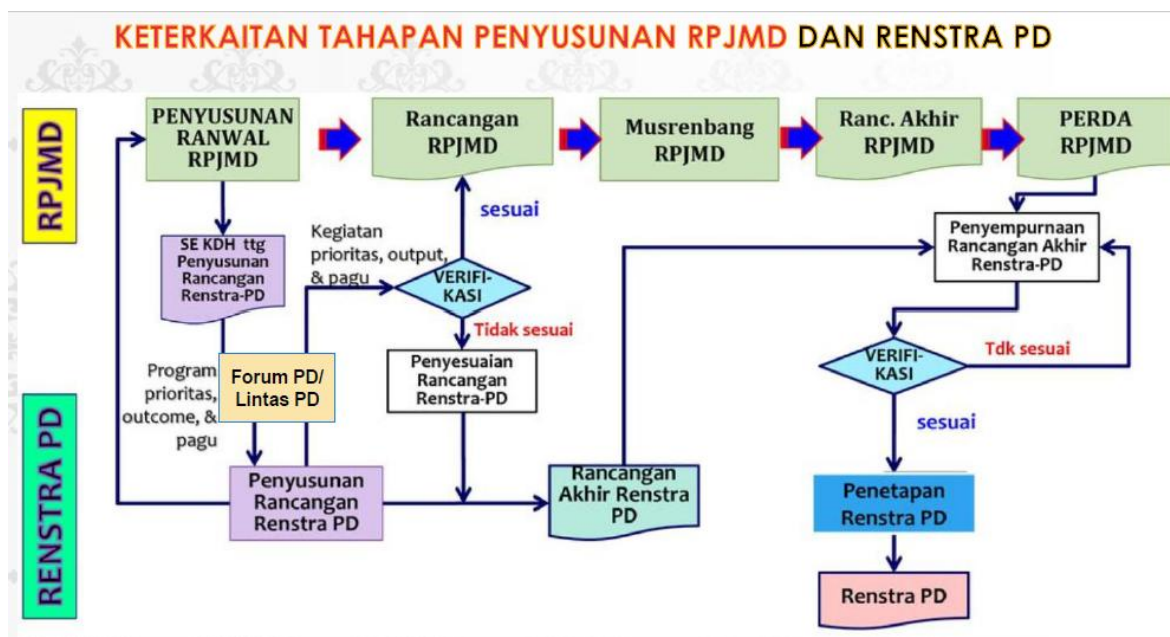 KETERKAITAN TAHAPAN PENYUSUNAN RPJMD DAN RENSTRA PD
RPJMD
PENYUSUNAN
RANWAL
RPJMD
Rancangan
RPJMD
Musrenbang
RPJMD
Ranc. Akhir
RPJMD
PERDA
RPJMD
SE KDH ttg
Penyusunan
Rancangan
Renstra-PD
Kegiatan
prioritas, output,
& pagu
sesuai
VERIFI-
KASI
Tidak sesuai
Penyesuaian
Rancangan
Renstra-PD
Penyempurnaan
Rancangan Akhir
Renstra-PD
VERIFI-
KASI
Tdk sesuai
sesuai
RENSTRA PD
Program
prioritas,
outcome, &
pagu
Forum PD/
Lintas PD
Penyusunan
Rancangan
Renstra PD
Rancangan
Akhir Renstra
PD
Penetapan
Renstra PD
Renstra PD